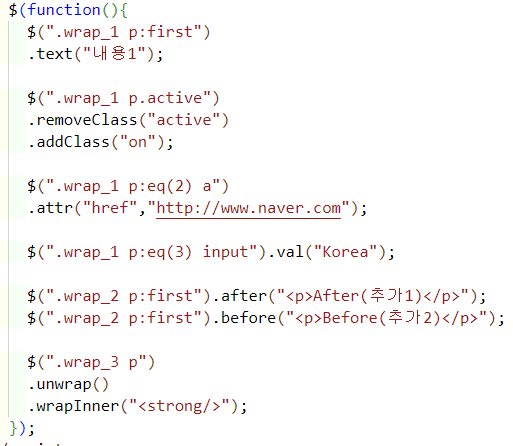 $(function(){
$(".wrap_1 p:first")
.text("내용1");
$(".wrap_1 p.active")
.removeClass("active")
.addClass("on");
$(".wrap_1 p:eq(2) a")
.attr("href","http://www.naver.com");
$(".wrap_1 p:eq(3) input").val("Korea");
$(".wrap_2 p:first").after("<p>After(추가1)</p>");
$(".wrap_2 p:first").before("<p>Before(추가2)</p>");
$(".wrap_3 p")
.unwrap()
.wrapInner("<strong/>");
});